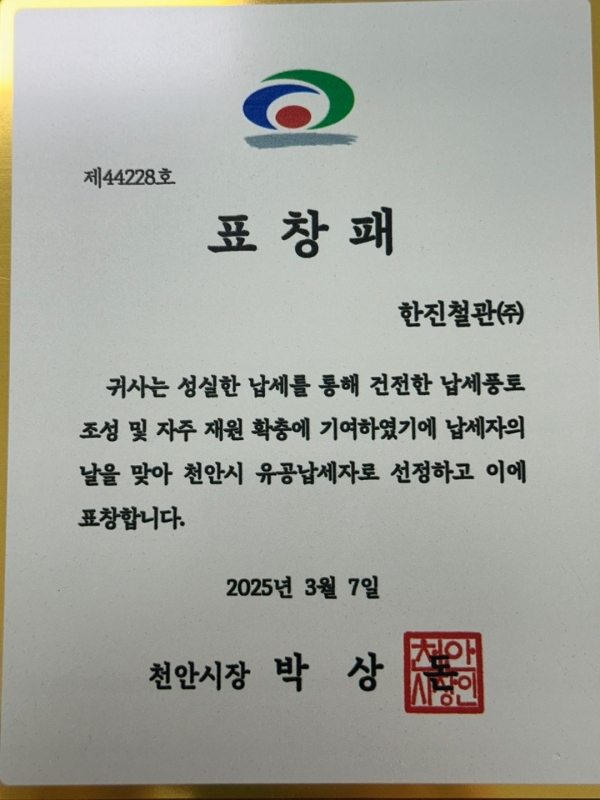 제44228호
표 창 패
한진철관(주)
귀사는 성실한 납세를 통해 건전한 납세풍토
조성 및 자주 재원 확충에 기여하였기에 납세자의
날을 맞아 천안시 유공납세자로 선정하고 이에
표창합니다.
2025년 3월 7일
천안시장 박 상 돈
천안
시장인